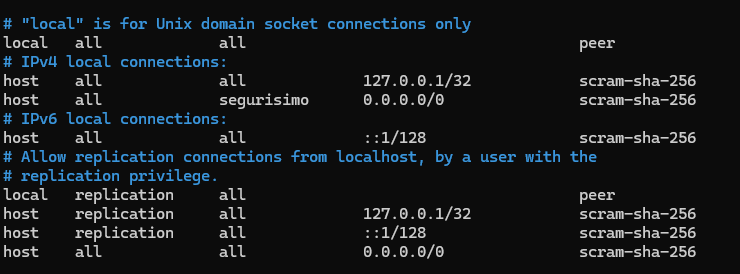 # "local" is for Unix domain socket connections only
local   all             all                                     peer
# IPv4 local connections:
host    all             all             127.0.0.1/32            scram-sha-256
host    all             segurisimo      0.0.0.0/0               scram-sha-256
# IPv6 local connections:
host    all             all             ::1/128                 scram-sha-256
# Allow replication connections from localhost, by a user with the
# replication privilege.
local   replication     all                                     peer
host    replication     all             127.0.0.1/32            scram-sha-256
host    replication     all             ::1/128                 scram-sha-256
host    all             all             0.0.0.0/0               scram-sha-256